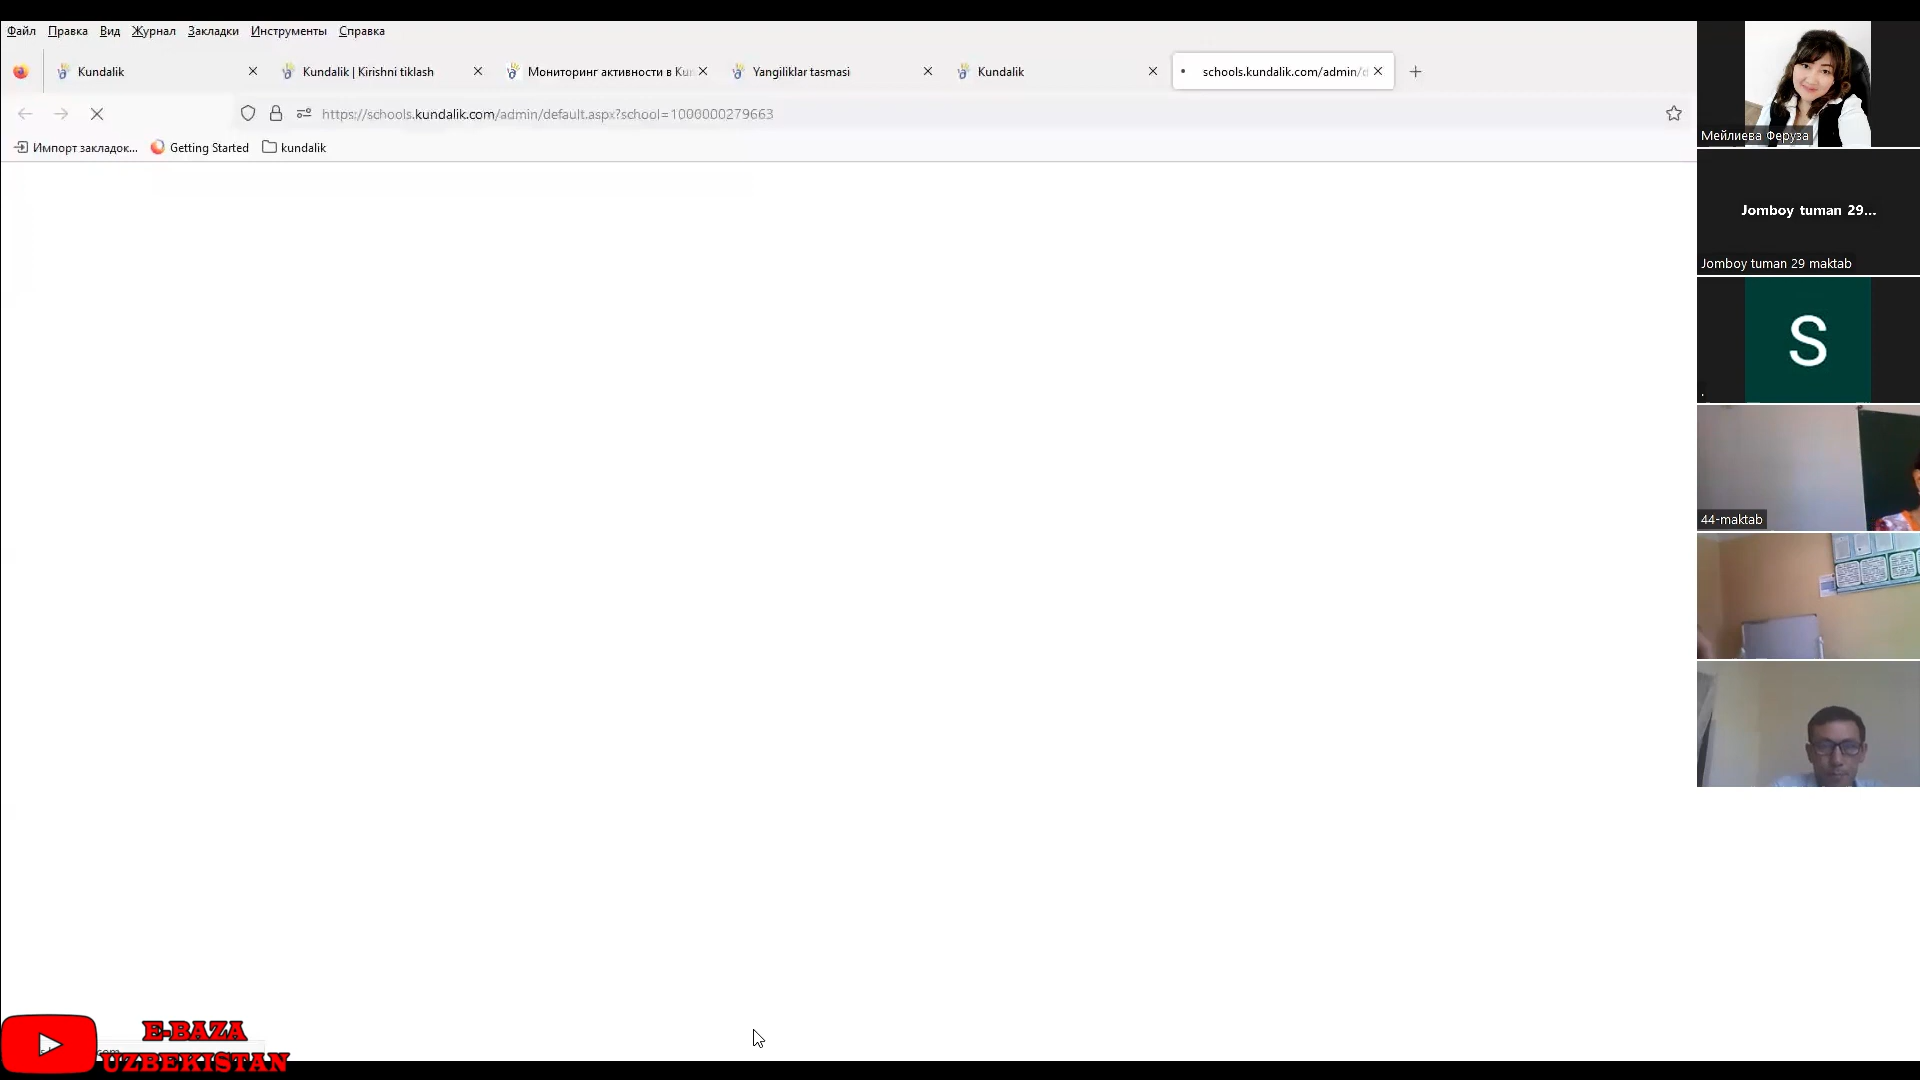 Файл Правка Вид Журнал Закладки Инструменты Справка
Kundalik
Kundalik | Kirishni tiklash
Мониторинг активности в Kun
Yangiliklar tasmasi
Kundalik
schools.kundalik.com/admin/d
https://schools.kundalik.com/admin/default.aspx?school=1000000279663
Импорт закладок...
Getting Started
kundalik
Мейлиева Феруза
Jomboy tuman 29...
Jomboy tuman 29 maktab
S
.
44-maktab
E-BAZA
UZBEKISTAN